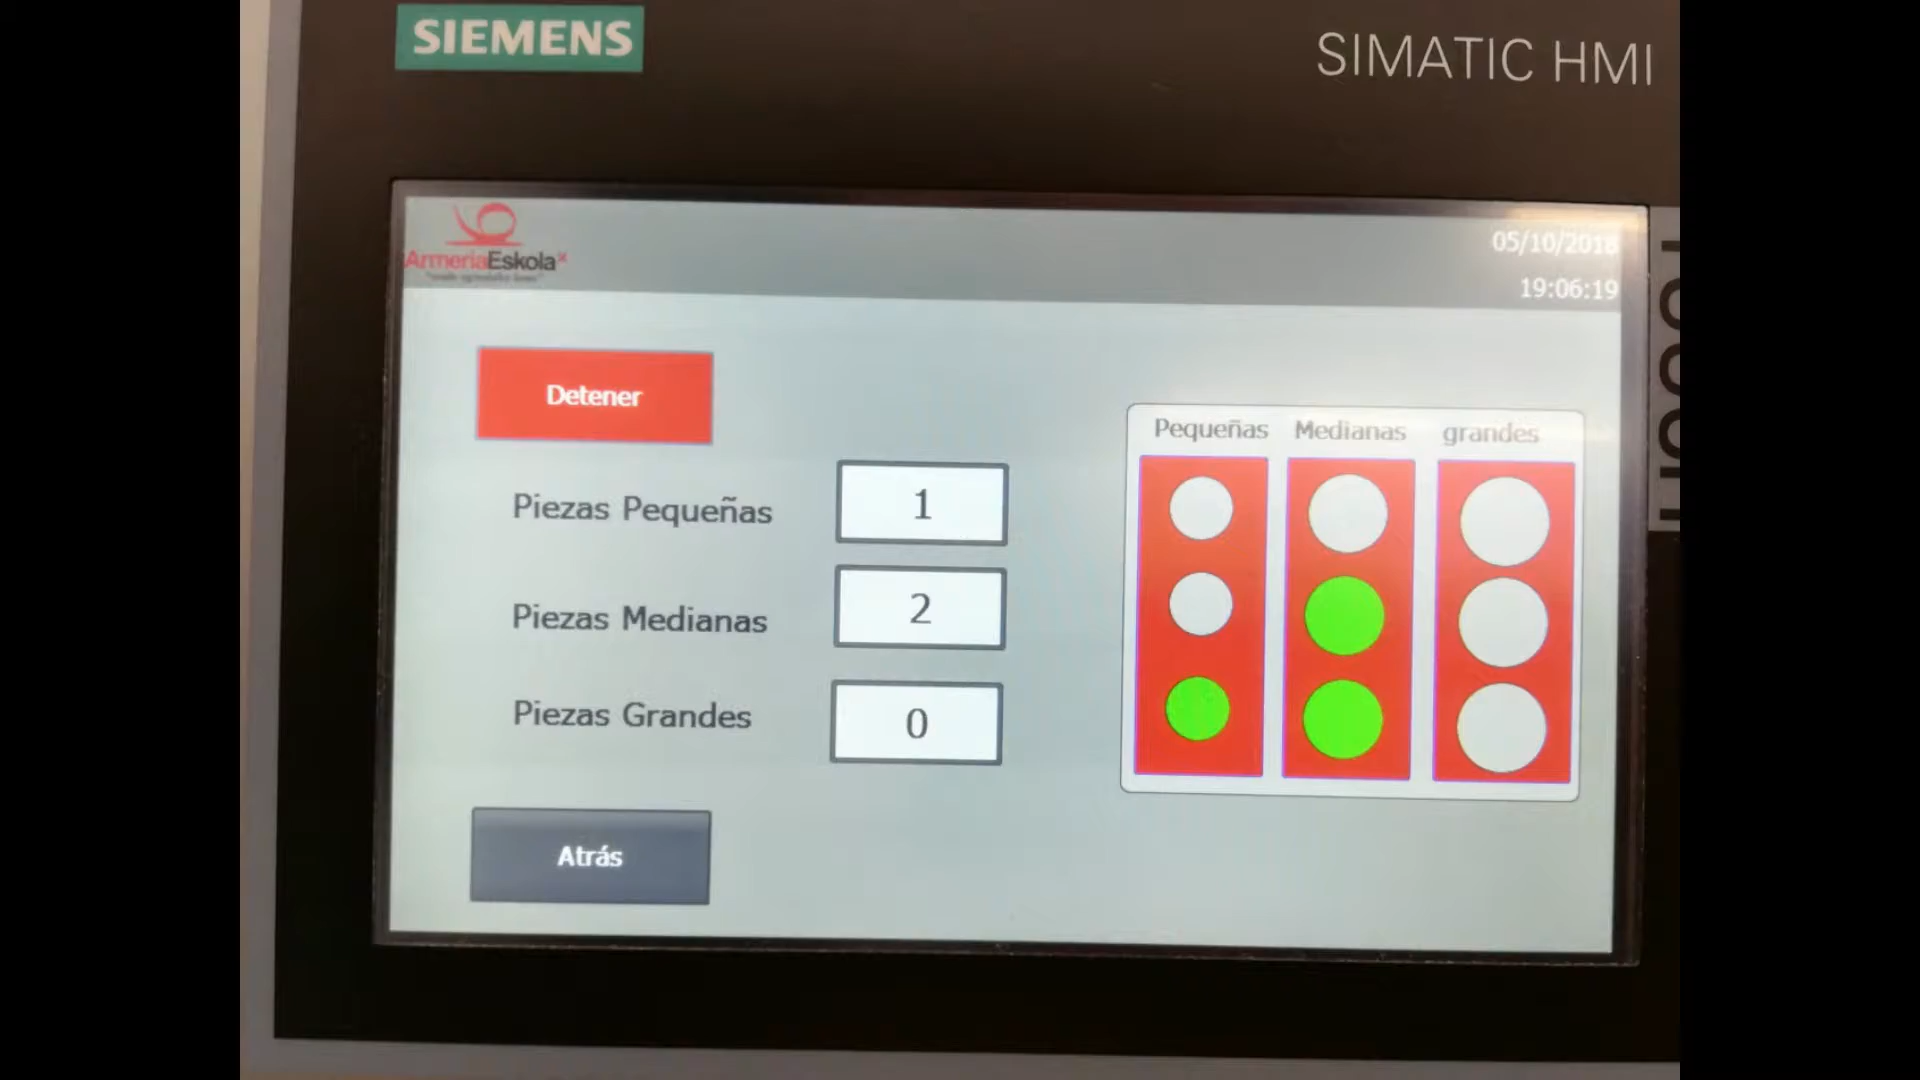 SIEMENS
SIMATIC HMI
ArmeriaEskola
05/10/2018
19:06:19
Detener
Piezas Pequeñas 1
Piezas Medianas 2
Piezas Grandes 0
Atrás
Pequeñas Medianas grandes